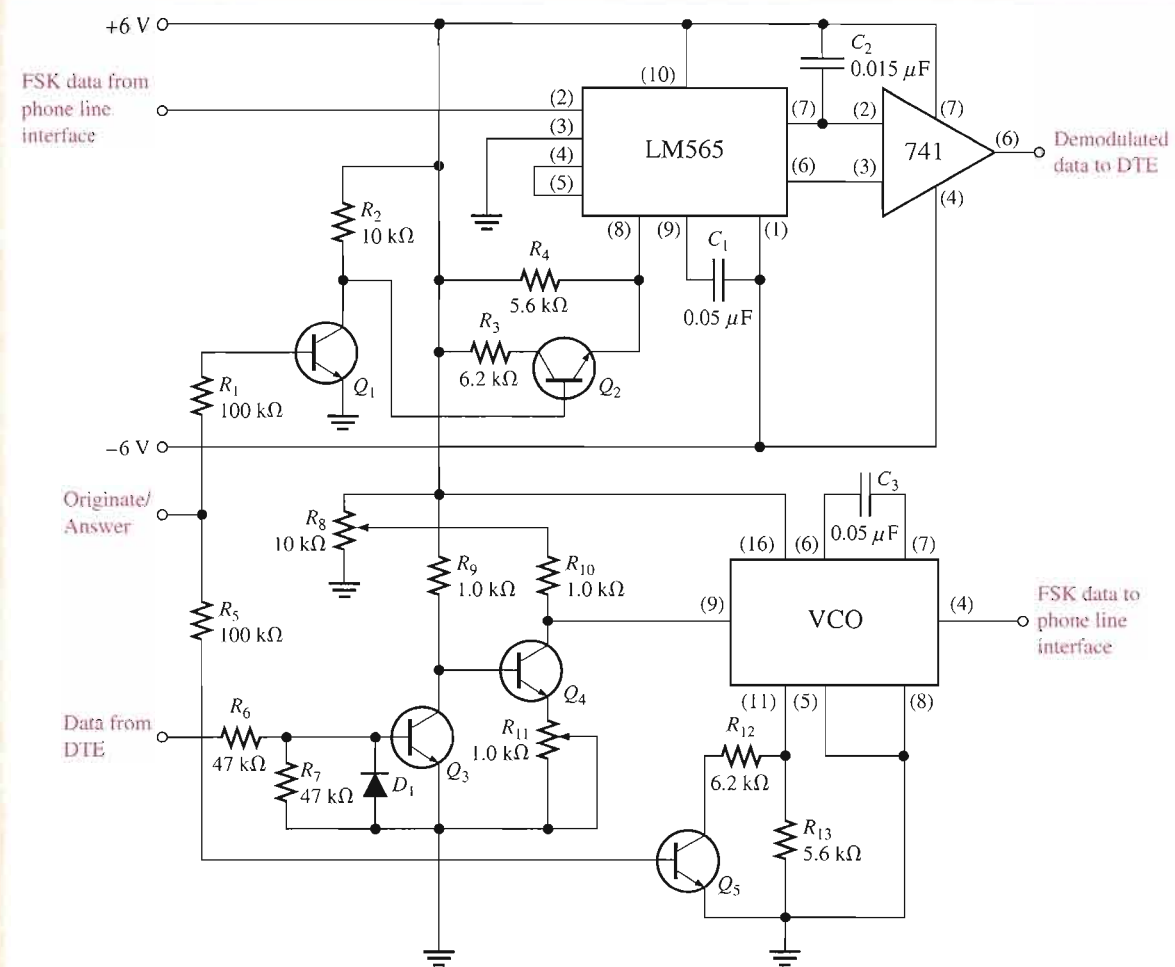 +6 V
C2
0.015 μF
FSK data from
phone line
interface
(10)
(2)
(7)
(2)
(7)
(3)
LM565
741
(6)
Demodulated
data to DTE
(4)
(6)
(3)
(5)
(4)
R2
10 kΩ
(8)
(9)
(1)
C1
R4
5.6 kΩ
0.05 μF
R3
6.2 kΩ
Q1
Q2
R1
100 kΩ
−6 V
Originate/
Answer
C3
0.05 μF
R8
10 kΩ
(16)
(6)
(7)
R9
1.0 kΩ
R10
1.0 kΩ
R5
100 kΩ
(9)
VCO
(4)
FSK data to
phone line
interface
Q4
(11)
(5)
(8)
Data from
DTE
R6
47 kΩ
R7
47 kΩ
D1
Q3
R11
1.0 kΩ
R12
6.2 kΩ
R13
5.6 kΩ
Q5